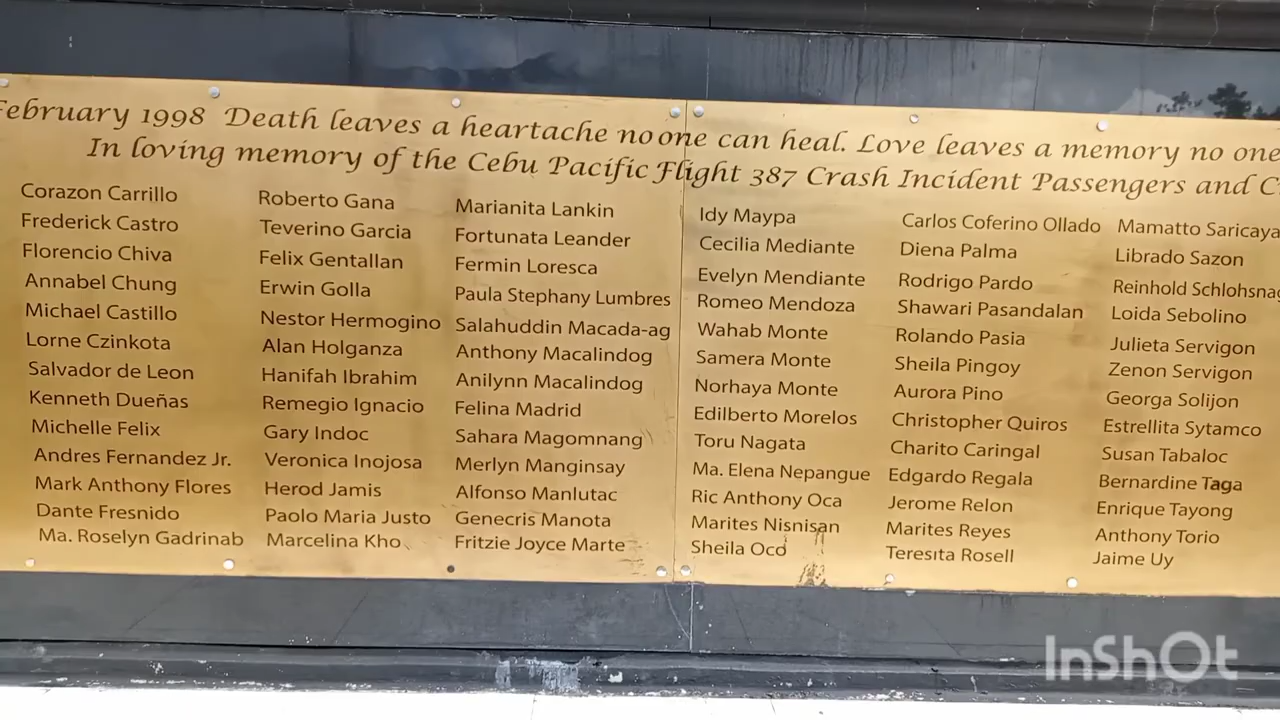 February 1998 Death leaves a heartache no one can heal. Love leaves a memory no one
In loving memory of the Cebu Pacific Flight 387 Crash Incident Passengers and
Corazon Carrillo
Frederick Castro
Florencio Chiva
Annabel Chung
Michael Castillo
Lorne Czinkota
Salvador de Leon
Kenneth Dueñas
Michelle Felix
Andres Fernandez Jr.
Mark Anthony Flores
Dante Fresnido
Ma. Roselyn Gadrinab
Roberto Gana
Teverino Garcia
Felix Gentallan
Erwin Golla
Nestor Hermogino
Alan Holganza
Hanifah Ibrahim
Remegio Ignacio
Gary Indoc
Veronica Inojosa
Herod Jamis
Paolo Maria Justo
Marcelina Kho
Marianita Lankin
Fortunata Leander
Fermin Loresca
Paula Stephany Lumbres
Salahuddin Macada-ag
Anthony Macalindog
Anilynn Macalindog
Felina Madrid
Sahara Magomnang
Merlyn Manginsay
Alfonso Manlutac
Genecris Manota
Fritzie Joyce Marte
Idy Maypa
Cecilia Mediante
Evelyn Mendiante
Romeo Mendoza
Wahab Monte
Samera Monte
Norhaya Monte
Edilberto Morelos
Toru Nagata
Ma. Elena Nepangue
Ric Anthony Oca
Marites Nisnisan
Sheila Oco
Carlos Coferino Ollado
Diena Palma
Rodrigo Pardo
Shawari Pasandalan
Rolando Pasia
Sheila Pingoy
Aurora Pino
Christopher Quiros
Charito Caringal
Edgardo Regala
Jerome Relon
Marites Reyes
Teresita Rosell
Mamatto Saricaya
Librado Sazon
Reinhold
Loida Sebolino
Julieta Servigon
Zenon Servigon
Georga Solijon
Estrellita Sytamco
Susan Tabaloc
Bernardine Taga
Enrique Tayong
Anthony Torio
Jaime Uy
InShOt